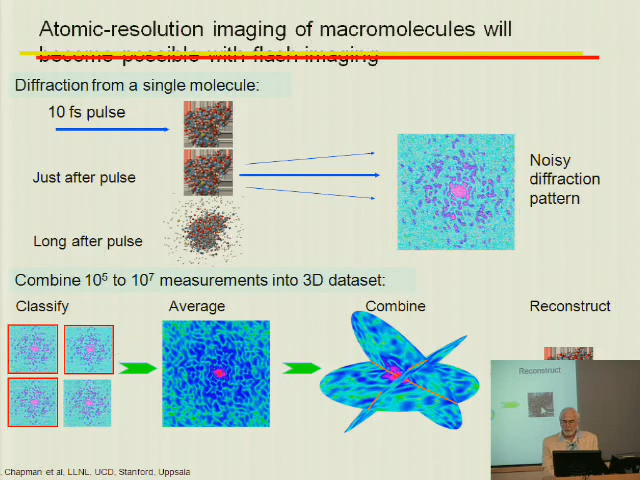 Atomic-resolution imaging of macromolecules will
become possible with flash imaging
Diffraction from a single molecule:
10 fs pulse
Just after pulse
Long after pulse
Noisy
diffraction
pattern
Combine 10⁵ to 10⁷ measurements into 3D dataset:
Classify
Average
Combine
Reconstruct
Reconstruct
. Chapman et al, LLNL, UCD, Stanford, Uppsala